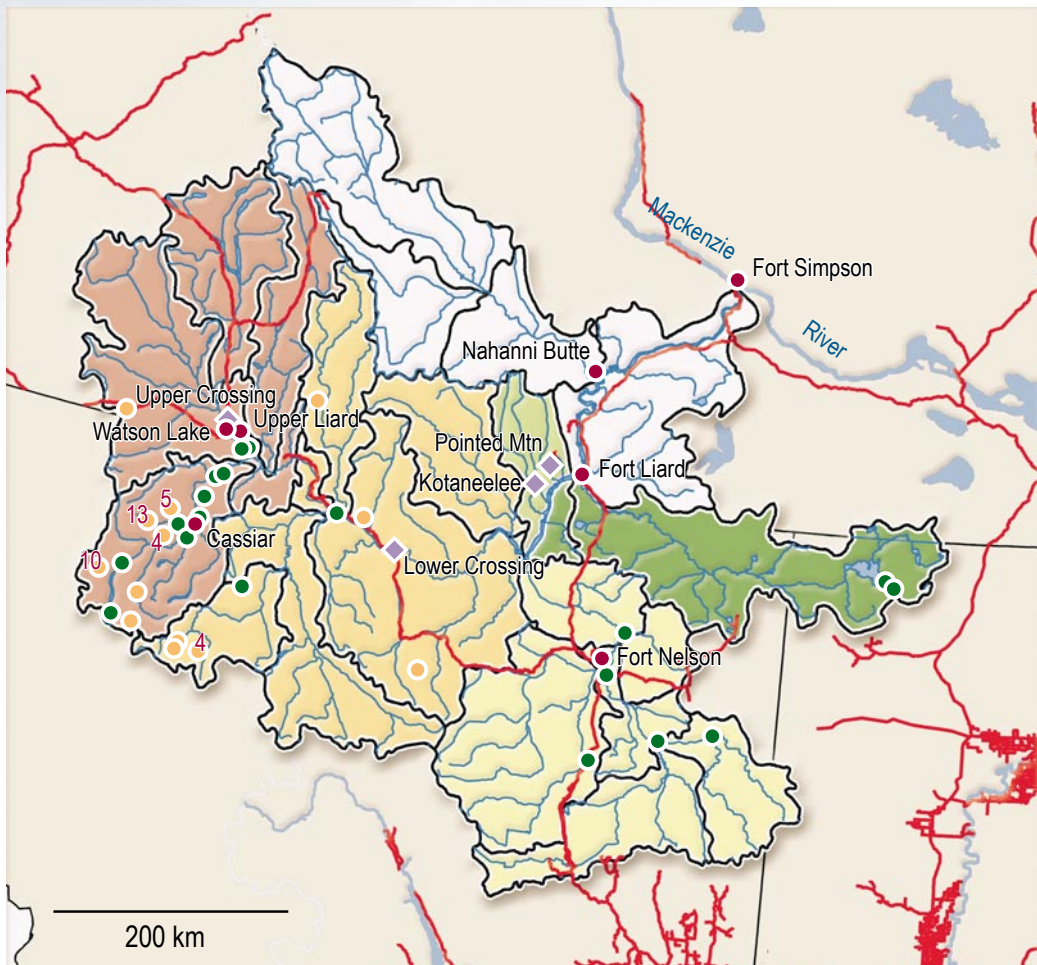 Mackenzie
Fort Simpson
River
Nahanni Butte
Upper Crossing
Watson Lake
Upper Liard
Pointed Mtn
Kotaneelee
Fort Liard
5
13
4
Cassiar
10
Lower Crossing
4
Fort Nelson
200 km